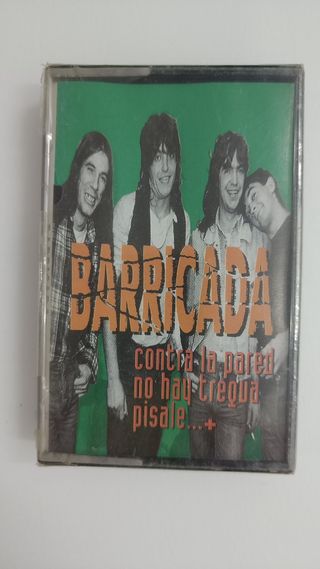 BARRICADA
contra la pared
no hay tregua
pisale...+